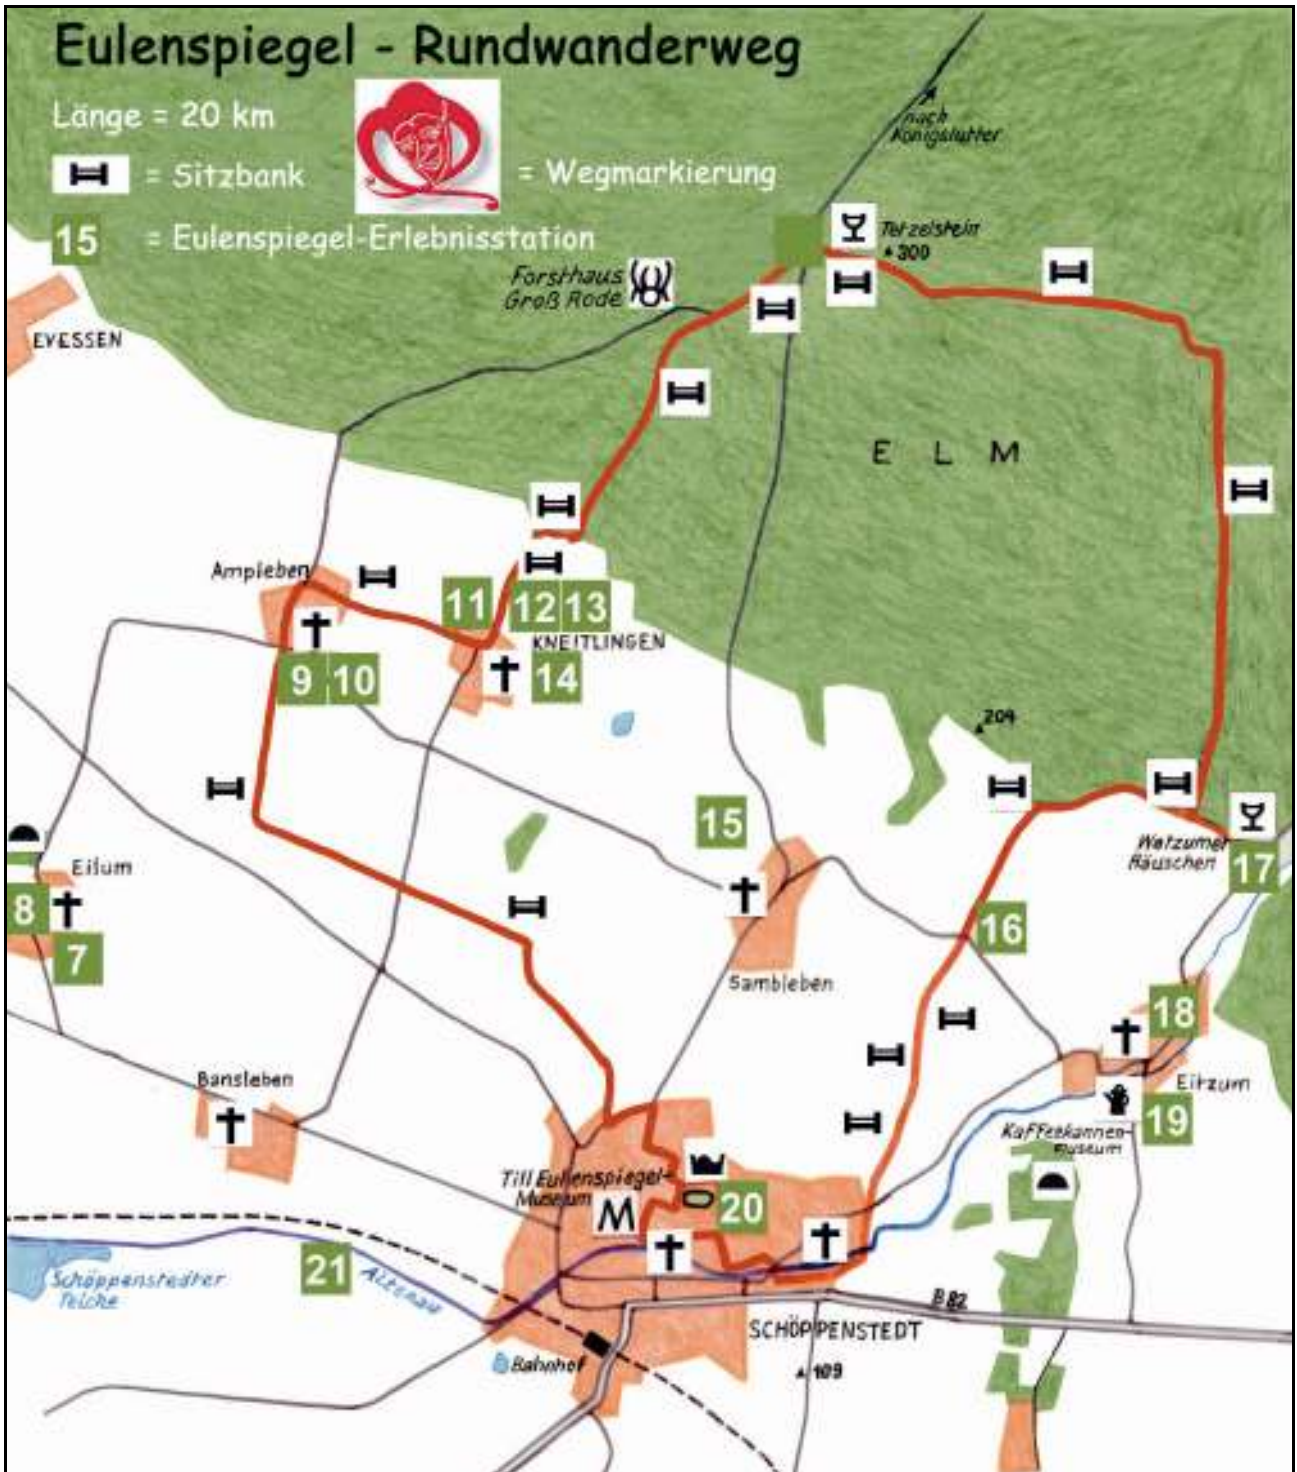 Eulenspiegel - Rundwanderweg
Länge = 20 km
= Sitzbank
= Wegmarkierung
15 = Eulenspiegel-Erlebnisstation
nach
Königslutter
Tetzelstein
300
Forsthaus
Groß Rode
EVESSEN
E L M
Ampleben
11
12 13
KNEITLINGEN
9 10
14
204
15
Watzumer
Häuschen
17
Eilum
8
7
16
Sambleben
18
Bansleben
Eitzum
19
Kaffeekannen-
museum
Till Eulenspiegel-
Museum
M
20
21
Altenau
Schöppenstedter
Teiche
B 82
SCHÖPPENSTEDT
Bahnhof
109